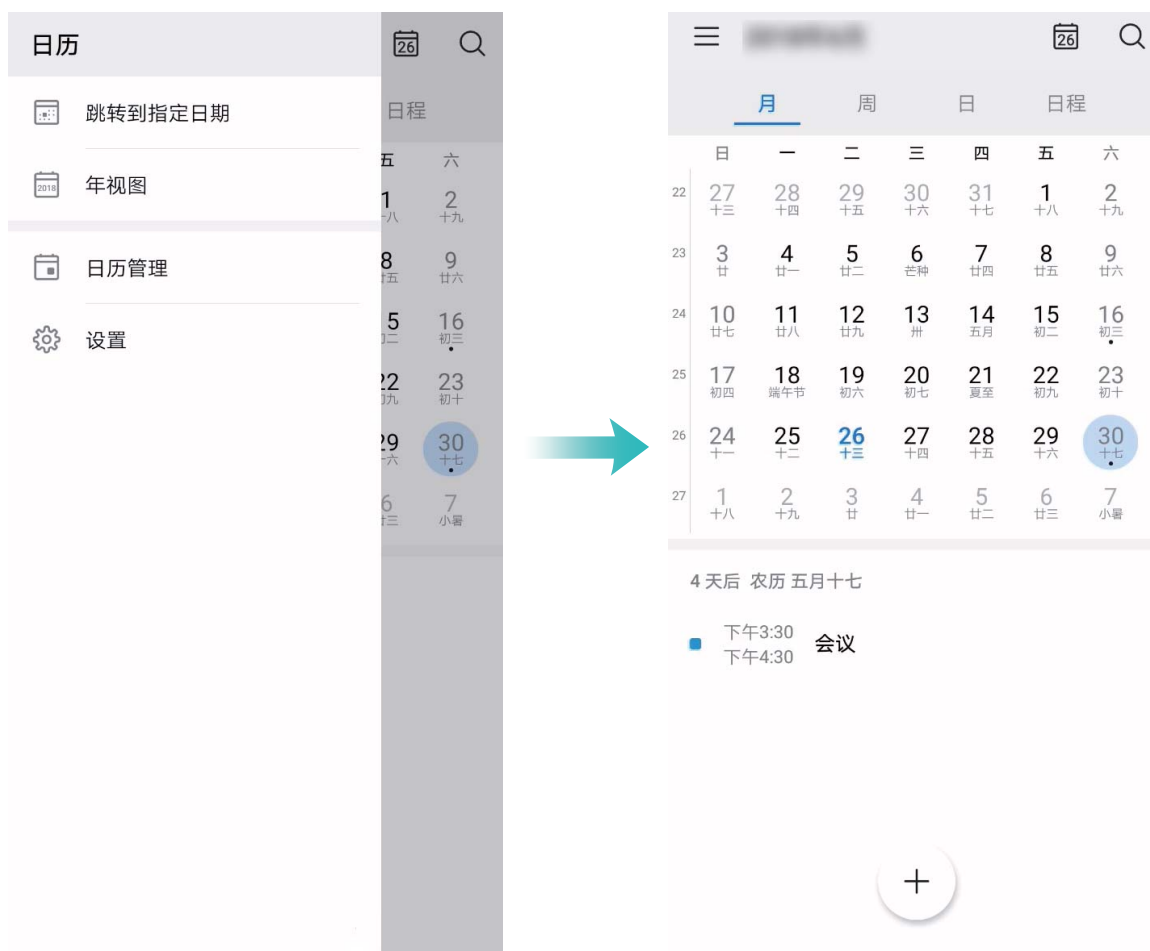 日历
26
跳转到指定日期
日程
2018
年视图
五 六
1 2
十九
日历管理
8 9
廿六
设置
5 16
初三
22 23
初十
29 30
十七
6 7
小暑
26
月 周 日 日程
日 一 二 三 四 五 六
22 27 28 29 30 31 1 2
十三 十四 十五 十六 十七 十八 十九
23 3 4 5 6 7 8 9
廿 廿一 廿二 芒种 廿四 廿五 廿六
24 10 11 12 13 14 15 16
廿七 廿八 廿九 卅 五月 初二 初三
25 17 18 19 20 21 22 23
初四 端午节 初六 初七 夏至 初九 初十
26 24 25 26 27 28 29 30
十一 十二 十三 十四 十五 十六 十七
27 1 2 3 4 5 6 7
十八 十九 廿 廿一 廿二 廿三 小暑
4 天后 农历 五月十七
下午3:30
会议
下午4:30